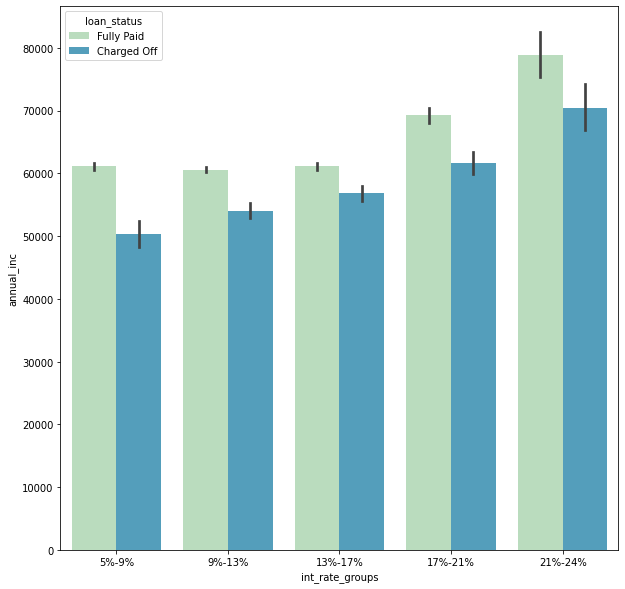 loan_status
Fully Paid
Charged Off
80000
70000
60000
50000
40000
30000
20000
10000
0
annual_inc
5%-9%
9%-13%
13%-17%
17%-21%
21%-24%
int_rate_groups